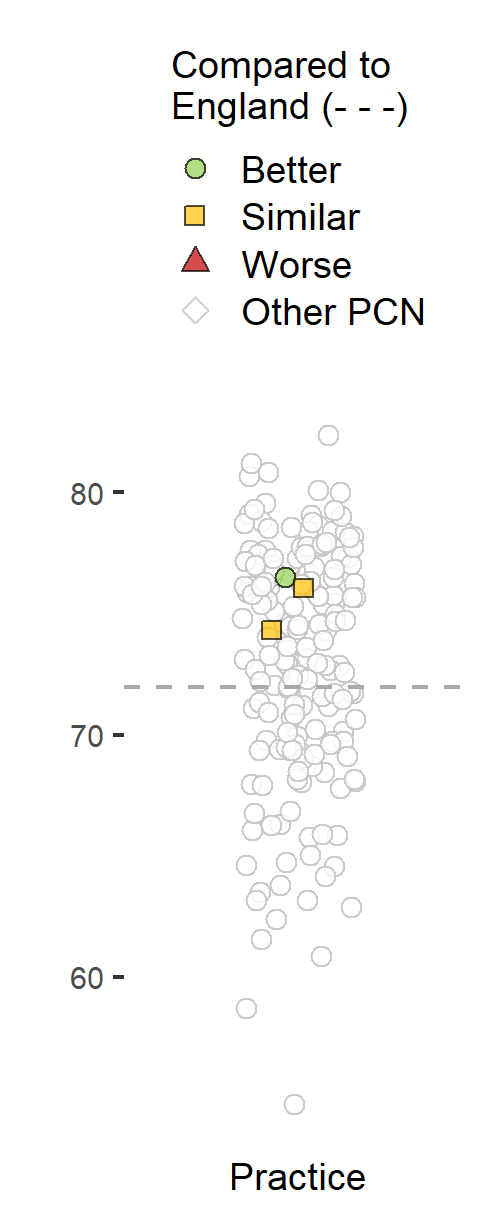 Compared to
England (- - -)
Better
Similar
Worse
Other PCN
80
70
60
Practice